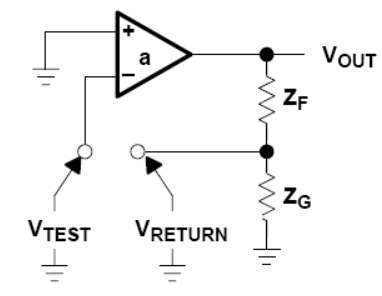 +
a
−
VOUT
ZF
ZG
VTEST VRETURN